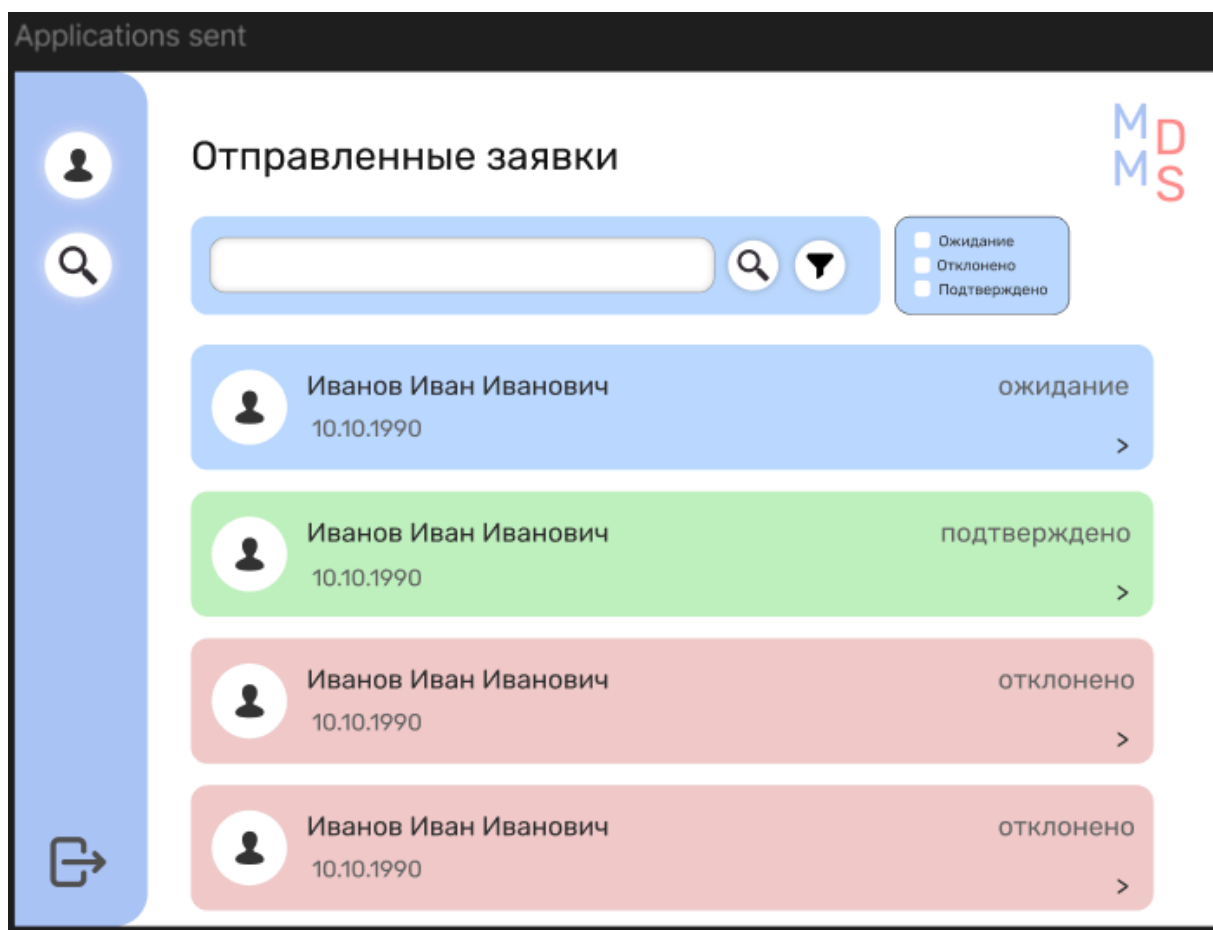 Applications sent
M D
M S
Отправленные заявки
Ожидание
Отклонено
Подтверждено
Иванов Иван Иванович
ожидание
10.10.1990
>
Иванов Иван Иванович
подтверждено
10.10.1990
>
Иванов Иван Иванович
отклонено
10.10.1990
>
Иванов Иван Иванович
отклонено
10.10.1990
>